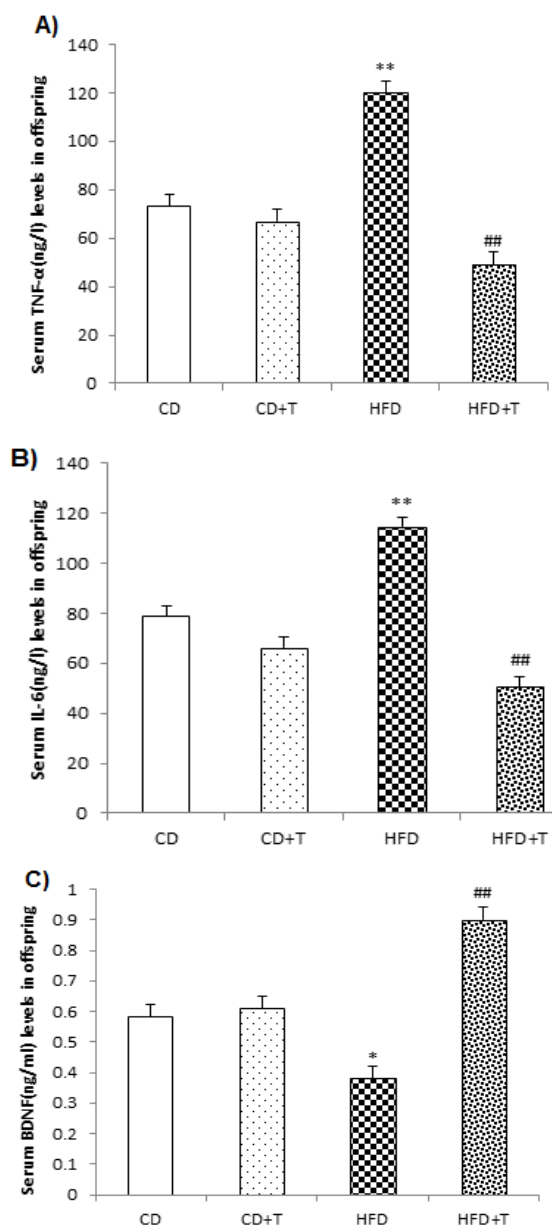 A)
Serum TNF-α(ng/l) levels in offspring
140
120
100
80
60
40
20
0
**
##
CD
CD+T
HFD
HFD+T
B)
Serum IL-6(ng/l) levels in offspring
140
120
100
80
60
40
20
0
**
##
CD
CD+T
HFD
HFD+T
C)
Serum BDNF(ng/ml) levels in offspring
1
0.9
0.8
0.7
0.6
0.5
0.4
0.3
0.2
0.1
0
*
##
CD
CD+T
HFD
HFD+T